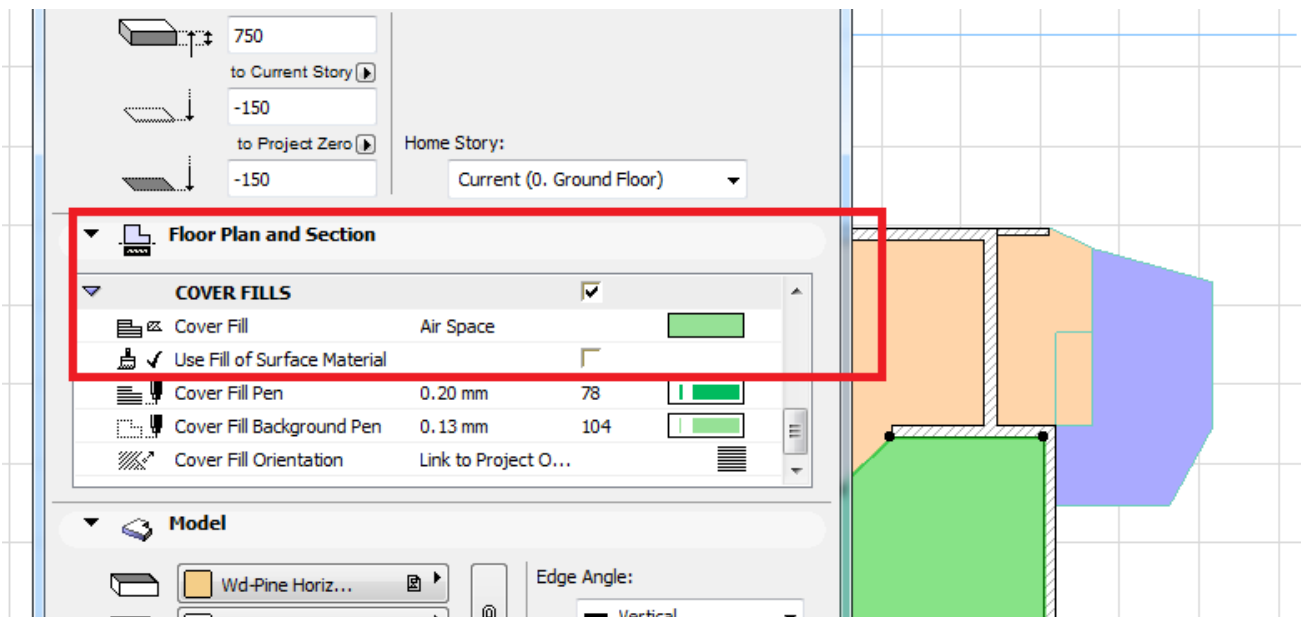 750
to Current Story
-150
to Project Zero
Home Story:
-150
Current (0. Ground Floor)
Floor Plan and Section
COVER FILLS
Cover Fill Air Space
Use Fill of Surface Material
Cover Fill Pen 0.20 mm 78
Cover Fill Background Pen 0.13 mm 104
Cover Fill Orientation Link to Project O...
Model
Edge Angle:
Wd-Pine Horiz...
Vertical